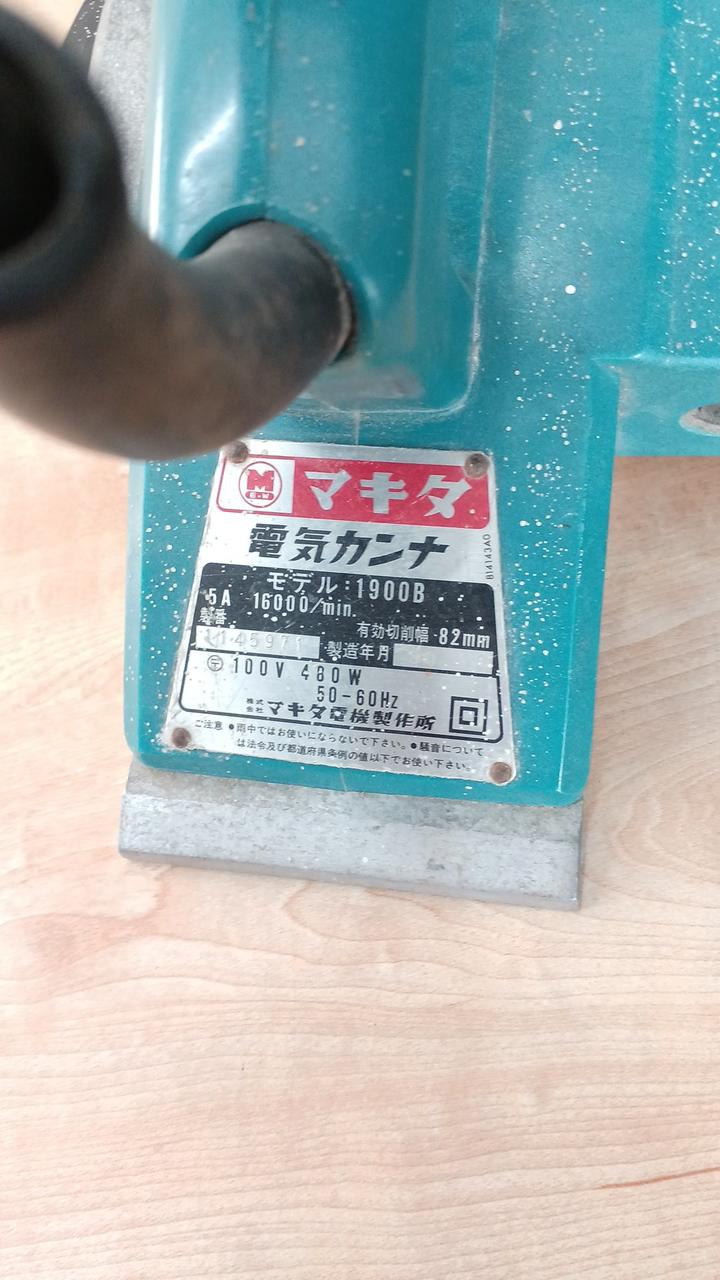 M
E・W
マキタ
電気カンナ
814143A0
モデル:1900B
5A 16000/min.
製番 有効切削幅 82mm
製造年月
〒 100V 480W
50-60Hz
株式会社 マキタ電機製作所
ご注意 ●雨中ではお使いにならないで下さい。●騒音について
は法令及び都道府県条例の値以下でお使い下さい。